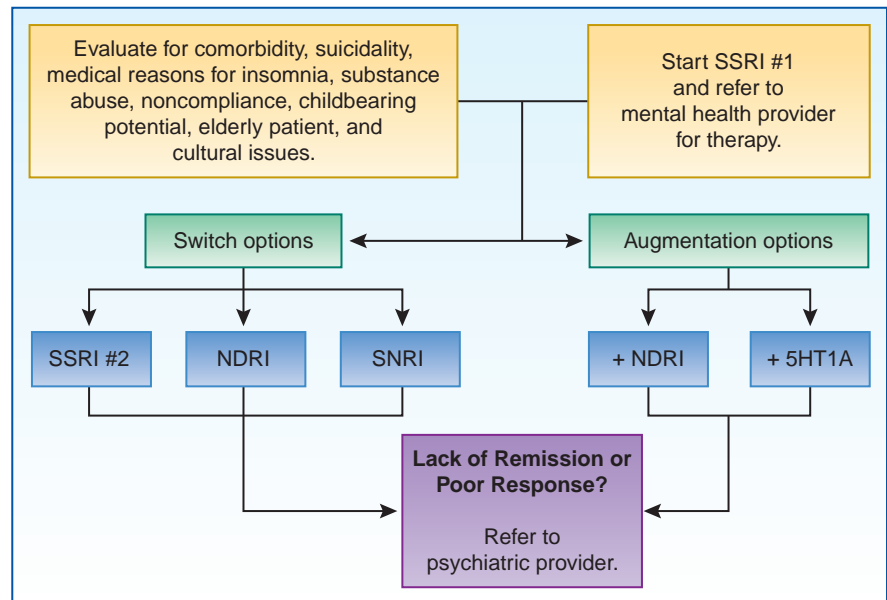 Evaluate for comorbidity, suicidality,
medical reasons for insomnia, substance
abuse, noncompliance, childbearing
potential, elderly patient, and
cultural issues.
Start SSRI #1
and refer to
mental health provider
for therapy.
Switch options
Augmentation options
SSRI #2
NDRI
SNRI
+ NDRI
+ 5HT1A
Lack of Remission or
Poor Response?
Refer to
psychiatric provider.